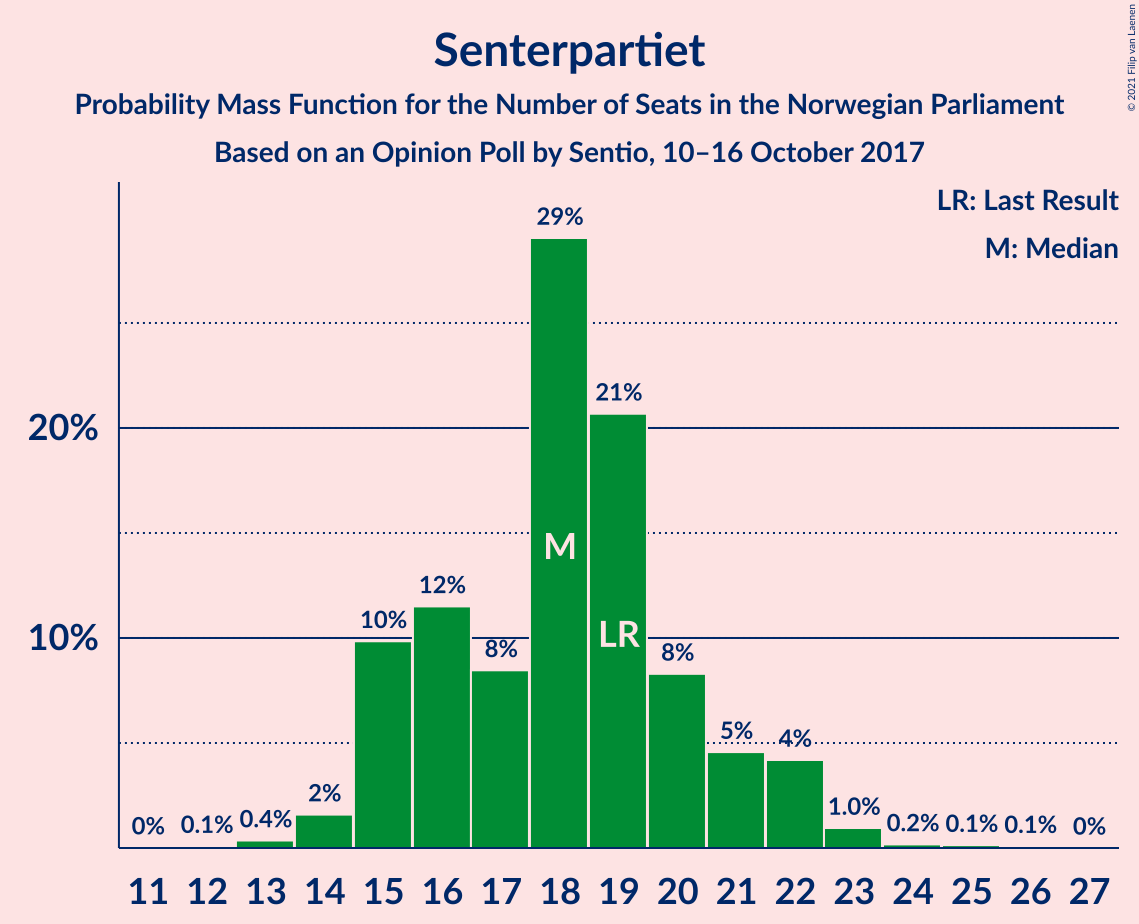 Senterpartiet
Probability Mass Function for the Number of Seats in the Norwegian Parliament
Based on an Opinion Poll by Sentio, 10–16 October 2017
© 2021 Filip van Laenen
LR: Last Result
M: Median
20%
10%
0%
0.1%
0.4%
2%
10%
12%
8%
29%
21%
8%
5%
4%
1.0%
0.2%
0.1%
0.1%
0%
M
LR
11 12 13 14 15 16 17 18 19 20 21 22 23 24 25 26 27